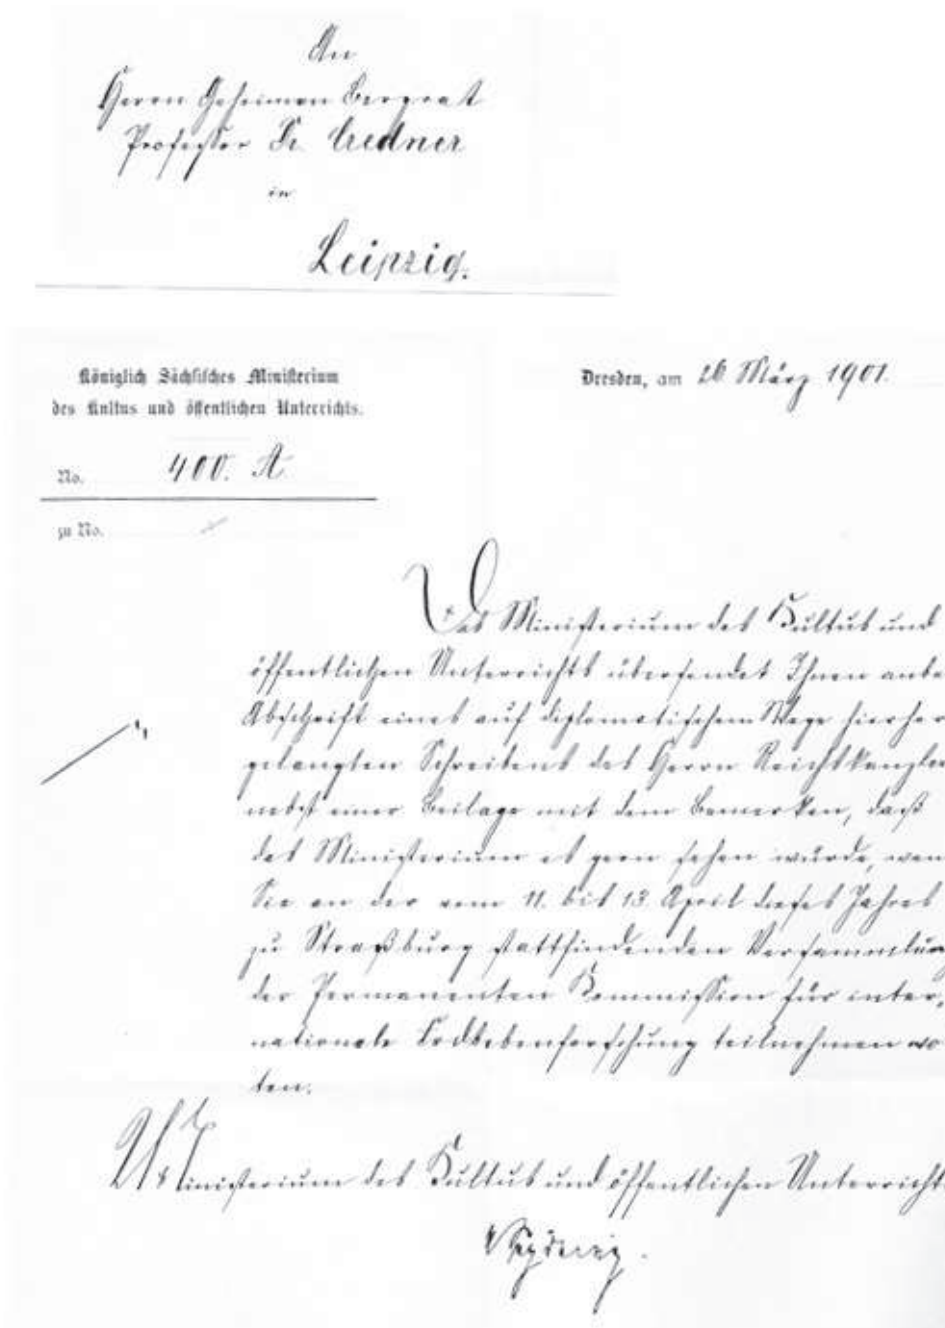 An
Herrn Geheimen Bergrat
Professor Dr. Credner
in
Leipzig.
Königlich Sächsisches Ministerium
des Kultus und öffentlichen Unterrichts.
Dresden, am 26. März 1901.
No. 400. A
zu No.
Das Ministerium des Kultus und
öffentlichen Unterrichts übersendet Ihnen anbe
Abschrift eines auf diplomatischem Wege hierher
gelangten Schreibens des Herrn Reichskanzlers
nebst einer Beilage mit dem Bemerken, daß
das Ministerium es gern sehen würde, wen
Sie an der vom 11. bis 13. April dieses Jahres
zu Straßburg stattfindenden Versammlung
der Permanenten Kommission für inter,
nationale Erdbebenforschung teilnehmen wo
ten.
Ministerium des Kultus und öffentlichen Unterrichts
vSeydewitz.